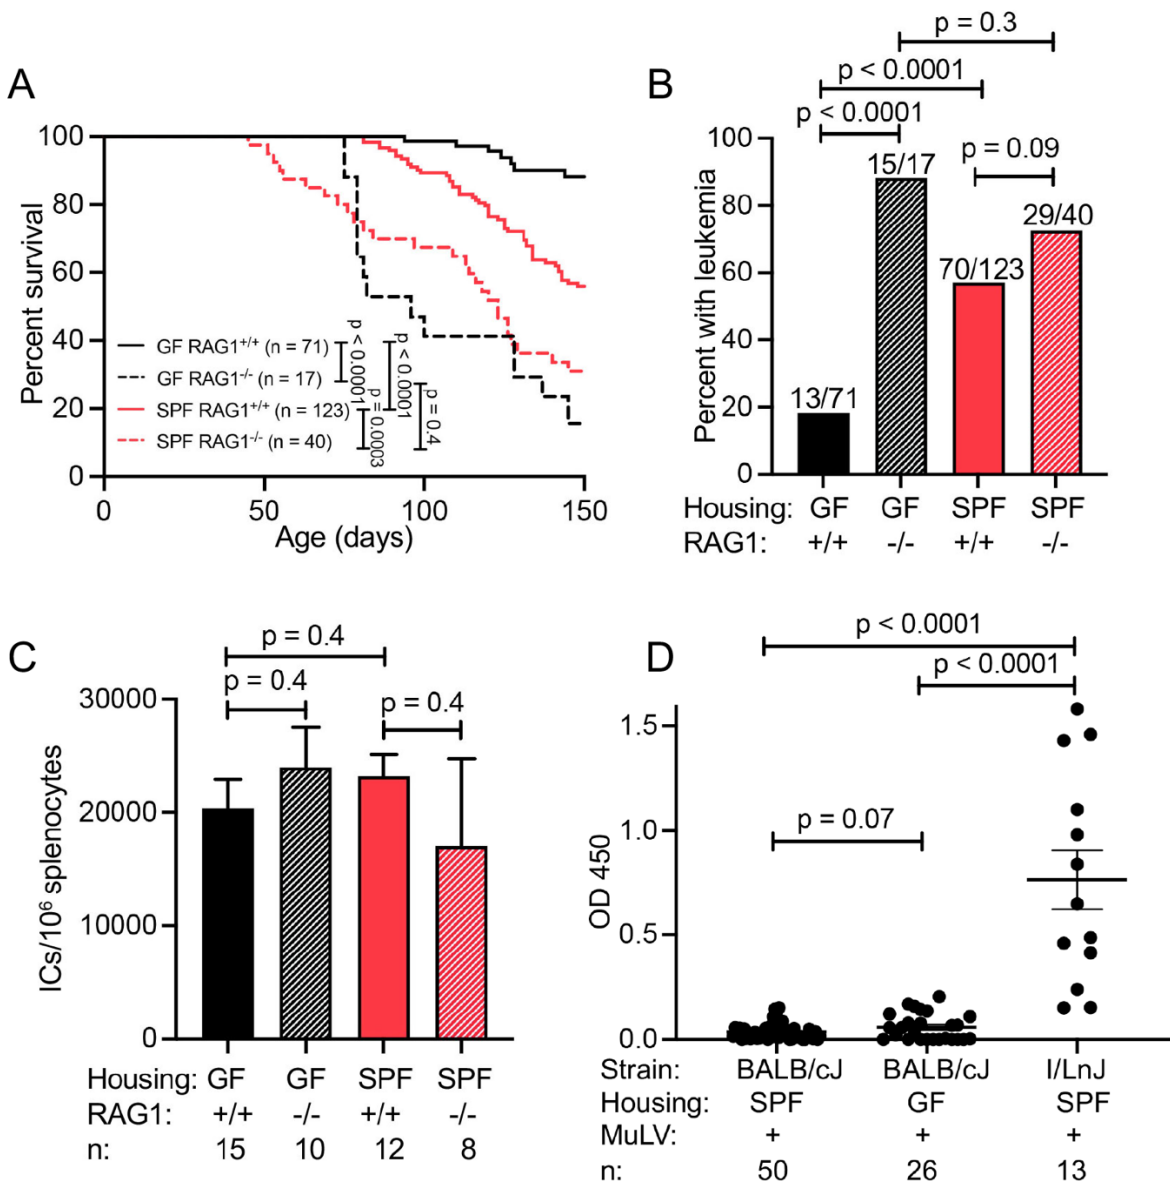 A
Percent survival
100
80
60
40
20
0
GF RAG1+/+ (n = 71)
GF RAG1-/- (n = 17)
SPF RAG1+/+ (n = 123)
SPF RAG1-/- (n = 40)
p < 0.0001
p < 0.0001
p = 0.0003
p = 0.4
0 50 100 150
Age (days)
B
p = 0.3
p < 0.0001
p < 0.0001
p = 0.09
Percent with leukemia
100
80
60
40
20
0
13/71 15/17 70/123 29/40
Housing: GF GF SPF SPF
RAG1: +/+ -/- +/+ -/-
C
p = 0.4
p = 0.4
p = 0.4
ICs/10⁶ splenocytes
30000
20000
10000
0
Housing: GF GF SPF SPF
RAG1: +/+ -/- +/+ -/-
n: 15 10 12 8
D
p < 0.0001
p < 0.0001
p = 0.07
OD 450
1.5
1.0
0.5
0.0
Strain: BALB/cJ BALB/cJ I/LnJ
Housing: SPF GF SPF
MuLV: + + +
n: 50 26 13